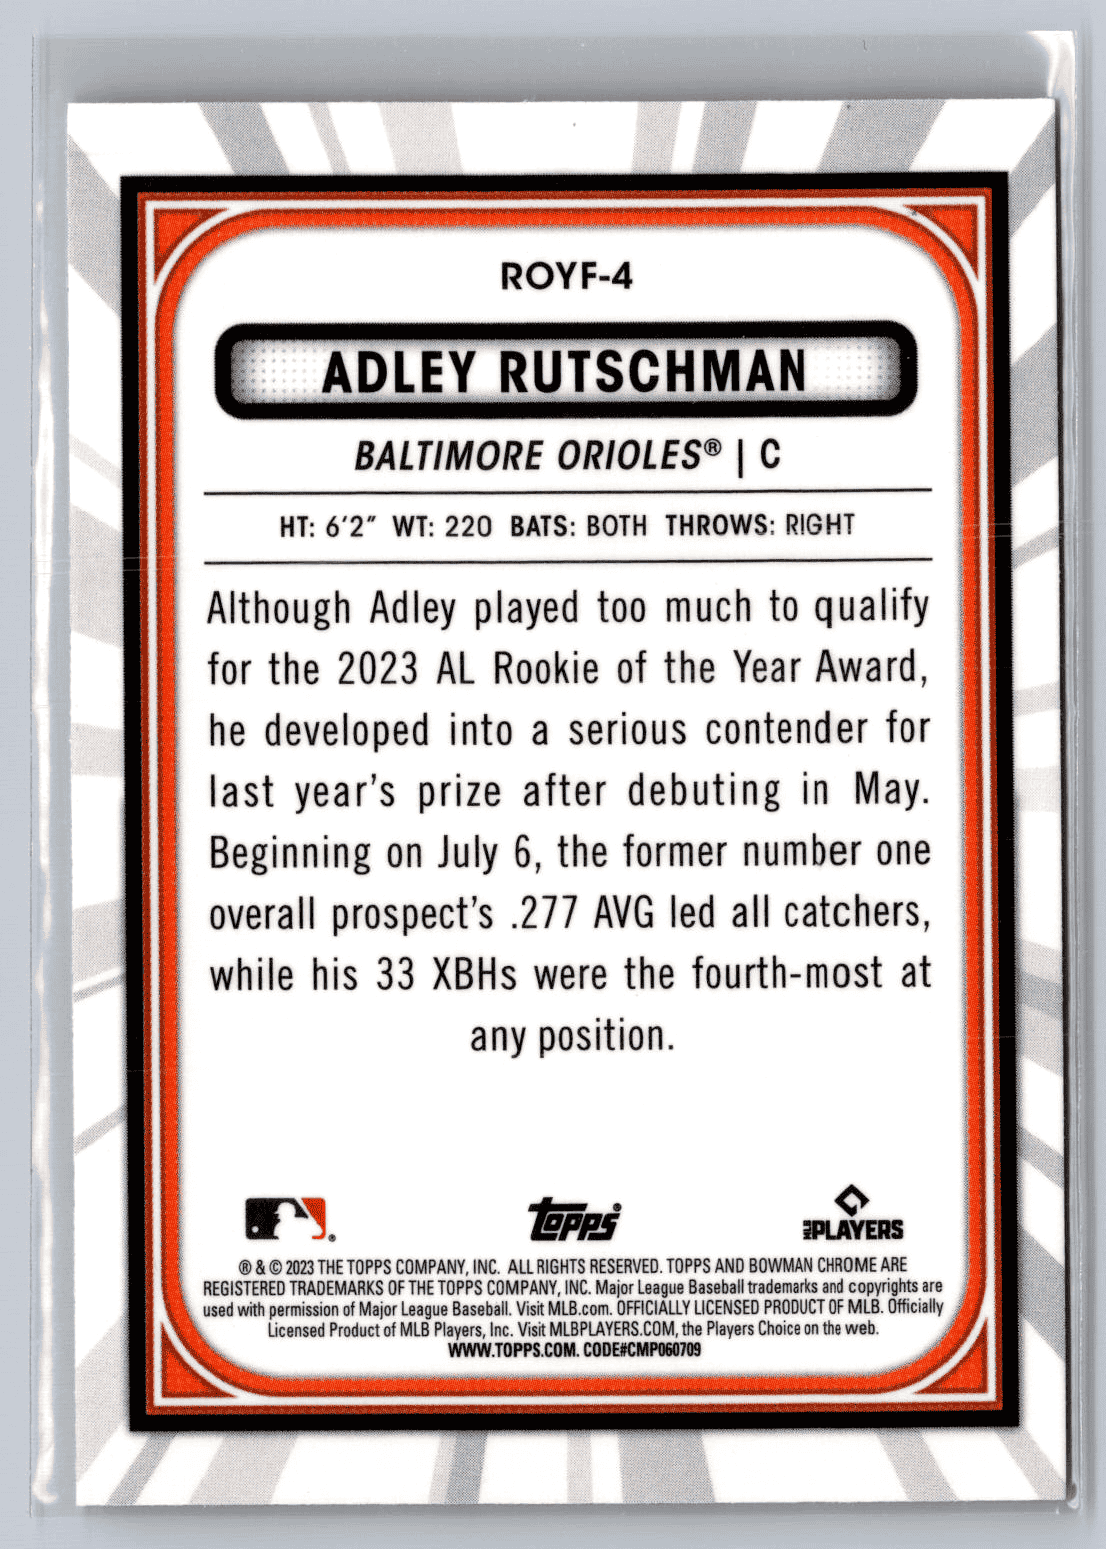 ROYF-4
ADLEY RUTSCHMAN
BALTIMORE ORIOLES® | C
HT: 6'2" WT: 220 BATS: BOTH THROWS: RIGHT
Although Adley played too much to qualify
for the 2023 AL Rookie of the Year Award,
he developed into a serious contender for
last year's prize after debuting in May.
Beginning on July 6, the former number one
overall prospect's .277 AVG led all catchers,
while his 33 XBHs were the fourth-most at
any position.
® Topps® MLB PLAYERS
® & © 2023 THE TOPPS COMPANY, INC. ALL RIGHTS RESERVED. TOPPS AND BOWMAN CHROME ARE
REGISTERED TRADEMARKS OF THE TOPPS COMPANY, INC. Major League Baseball trademarks and copyrights are
used with permission of Major League Baseball. Visit MLB.com. OFFICIALLY LICENSED PRODUCT OF MLB. Officially
Licensed Product of MLB Players, Inc. Visit MLBPLAYERS.COM, the Players Choice on the web.
WWW.TOPPS.COM. CODE#CMP060709